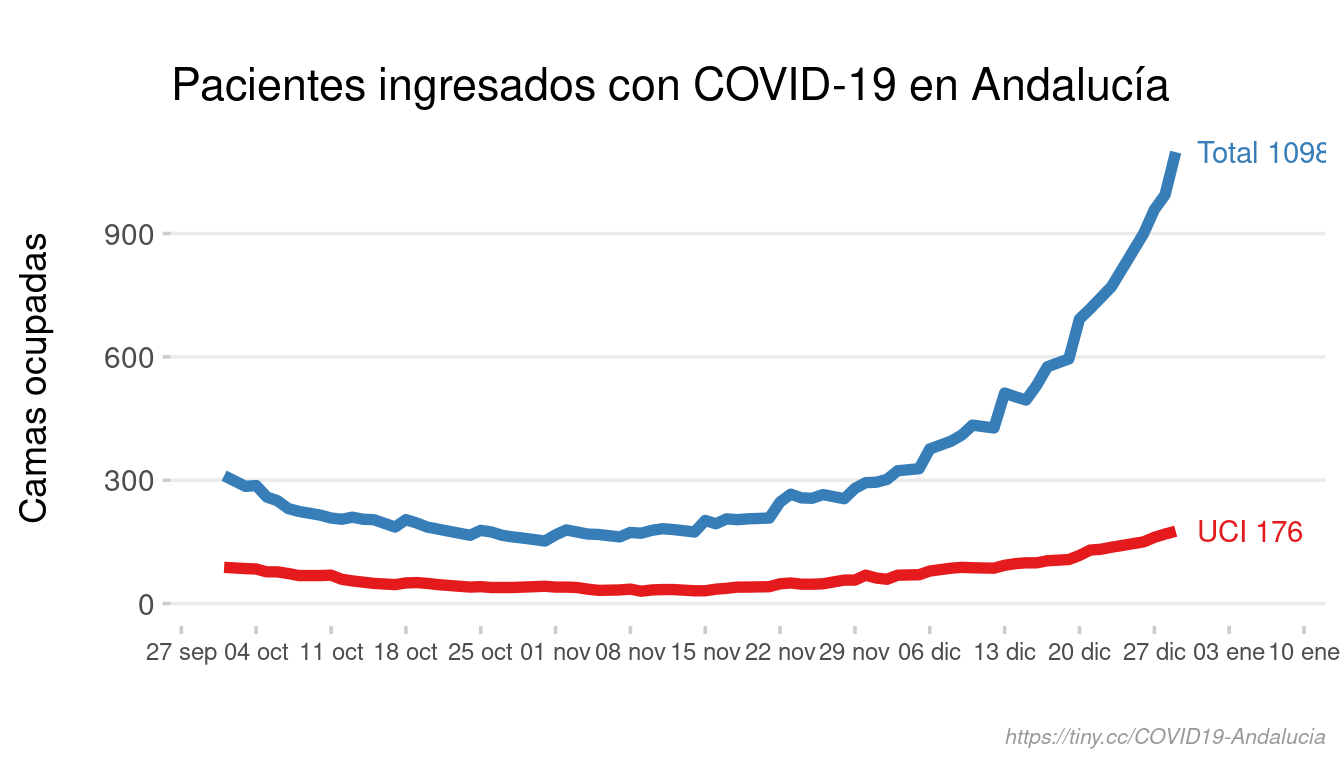 Pacientes ingresados con COVID-19 en Andalucía
Total 1098
Camas ocupadas
900
600
300
0
UCI 176
27 sep 04 oct 11 oct 18 oct 25 oct 01 nov 08 nov 15 nov 22 nov 29 nov 06 dic 13 dic 20 dic 27 dic 03 ene 10 ene
https://tiny.cc/COVID19-Andalucia